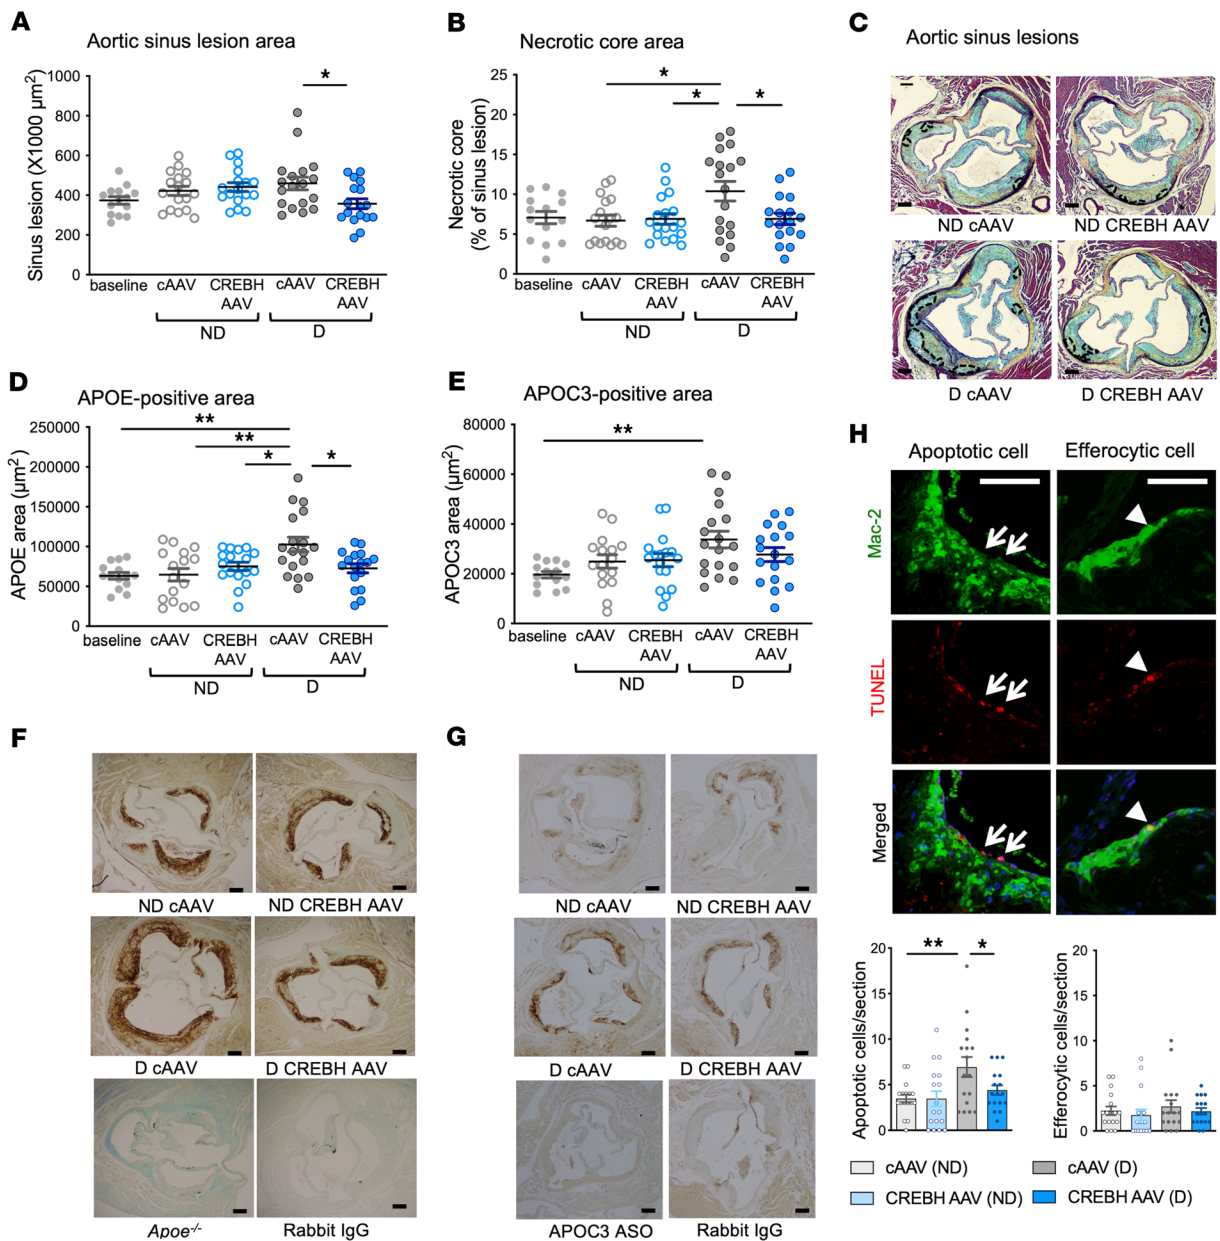 A
Aortic sinus lesion area
Sinus lesion (X1000 µm²)
1000
800
600
400
200
0
*
baseline cAAV CREBH AAV cAAV CREBH AAV
ND D
B
Necrotic core area
Necrotic core
(% of sinus lesion)
25
20
15
10
5
0
*
* *
baseline cAAV CREBH AAV cAAV CREBH AAV
ND D
C
Aortic sinus lesions
ND cAAV ND CREBH AAV
D cAAV D CREBH AAV
D
APOE-positive area
APOE area (µm²)
250000
200000
150000
100000
50000
0
**
**
* *
baseline cAAV CREBH AAV cAAV CREBH AAV
ND D
E
APOC3-positive area
APOC3 area (µm²)
80000
60000
40000
20000
0
**
baseline cAAV CREBH AAV cAAV CREBH AAV
ND D
F
ND cAAV ND CREBH AAV
D cAAV D CREBH AAV
Apoe-/- Rabbit IgG
G
ND cAAV ND CREBH AAV
D cAAV D CREBH AAV
APOC3 ASO Rabbit IgG
H
Apoptotic cell Efferocytic cell
Mac-2
TUNEL
Merged
Apoptotic cells/section
20
15
10
5
0
** *
Efferocytic cells/section
20
15
10
5
0
cAAV (ND) cAAV (D)
CREBH AAV (ND) CREBH AAV (D)